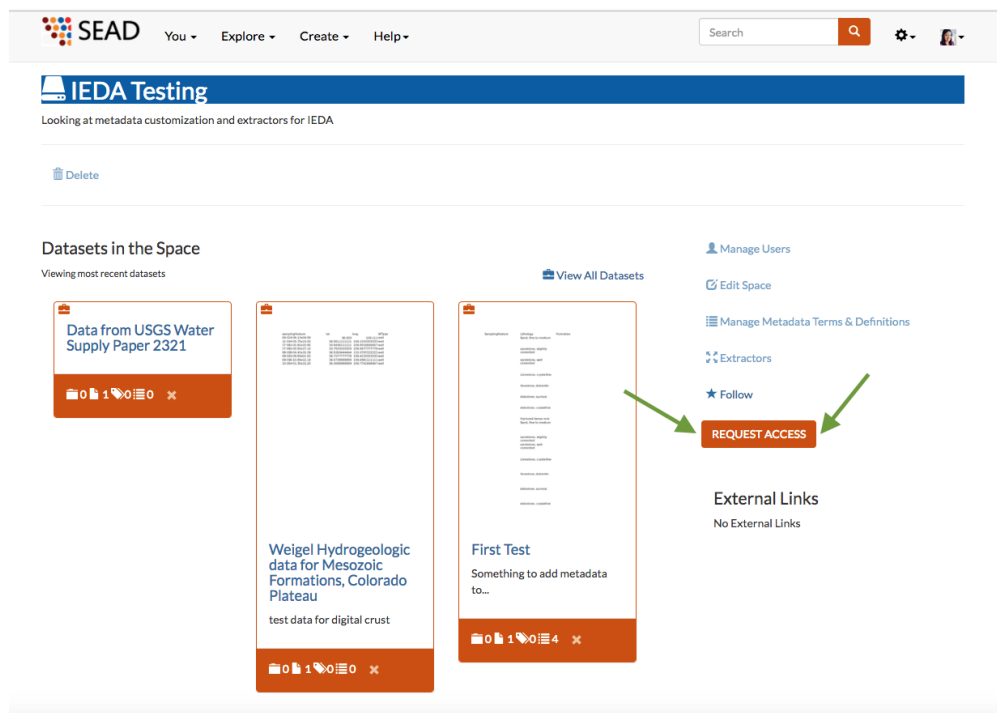 SEAD
You
Explore
Create
Help
Search
IEDA Testing
Looking at metadata customization and extractors for IEDA
Delete
Datasets in the Space
Viewing most recent datasets
View All Datasets
Data from USGS Water
Supply Paper 2321
0 1 0 0 ×
Weigel Hydrogeologic
data for Mesozoic
Formations, Colorado
Plateau
test data for digital crust
0 1 0 0 ×
First Test
Something to add metadata
to...
0 1 0 4 ×
Manage Users
Edit Space
Manage Metadata Terms & Definitions
Extractors
Follow
REQUEST ACCESS
External Links
No External Links